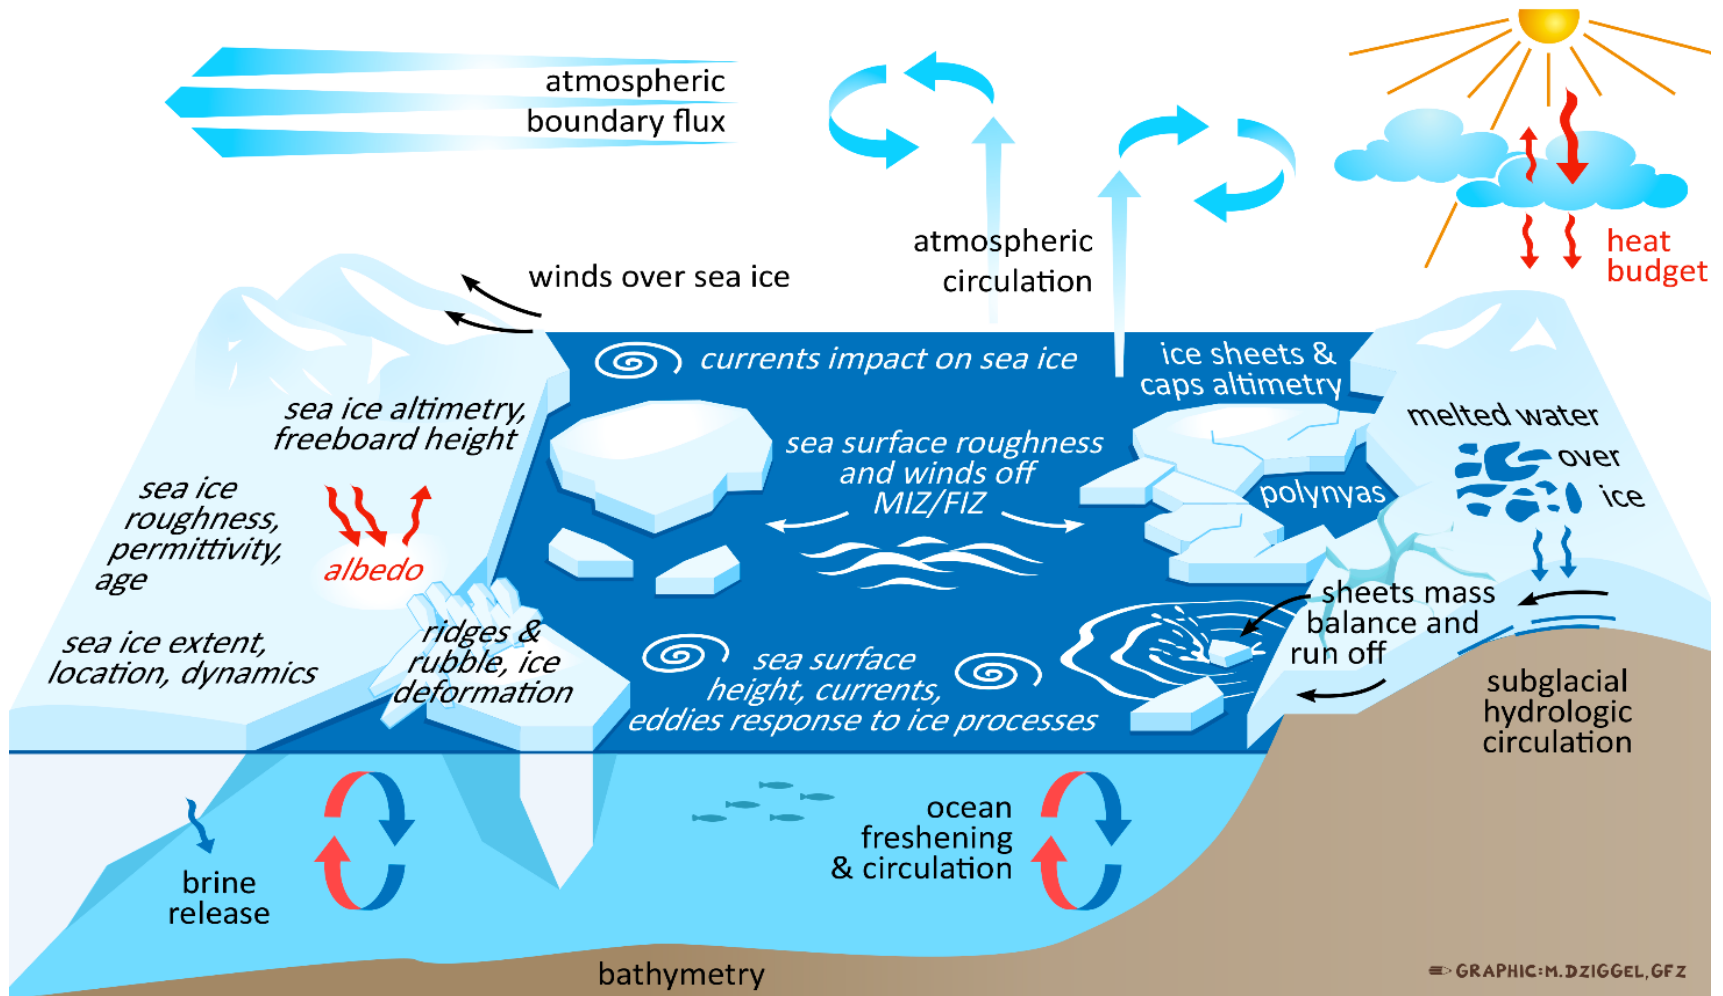 atmospheric
boundary flux
atmospheric
circulation
heat
budget
winds over sea ice
currents impact on sea ice
ice sheets &
caps altimetry
sea ice altimetry,
freeboard height
sea surface roughness
and winds off
MIZ/FIZ
melted water
over
ice
polynyas
sea ice
roughness,
permittivity,
age
albedo
sheets mass
balance and
run off
sea ice extent,
location, dynamics
ridges &
rubble, ice
deformation
sea surface
height, currents,
eddies response to ice processes
subglacial
hydrologic
circulation
brine
release
ocean
freshening
& circulation
bathymetry
GRAPHIC:M.DZIGGEL,GFZ